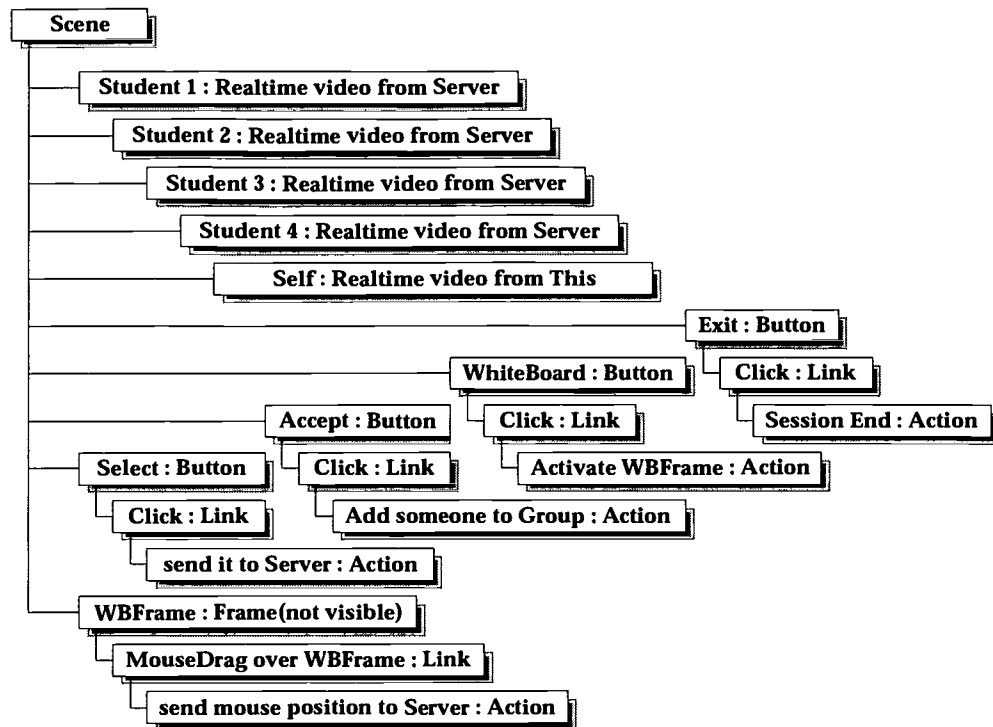 Scene
Student 1 : Realtime video from Server
Student 2 : Realtime video from Server
Student 3 : Realtime video from Server
Student 4 : Realtime video from Server
Self : Realtime video from This
Exit : Button
WhiteBoard : Button
Click : Link
Accept : Button
Click : Link
Session End : Action
Select : Button
Click : Link
Activate WBFrame : Action
Click : Link
Add someone to Group : Action
send it to Server : Action
WBFrame : Frame(not visible)
MouseDrag over WBFrame : Link
send mouse position to Server : Action